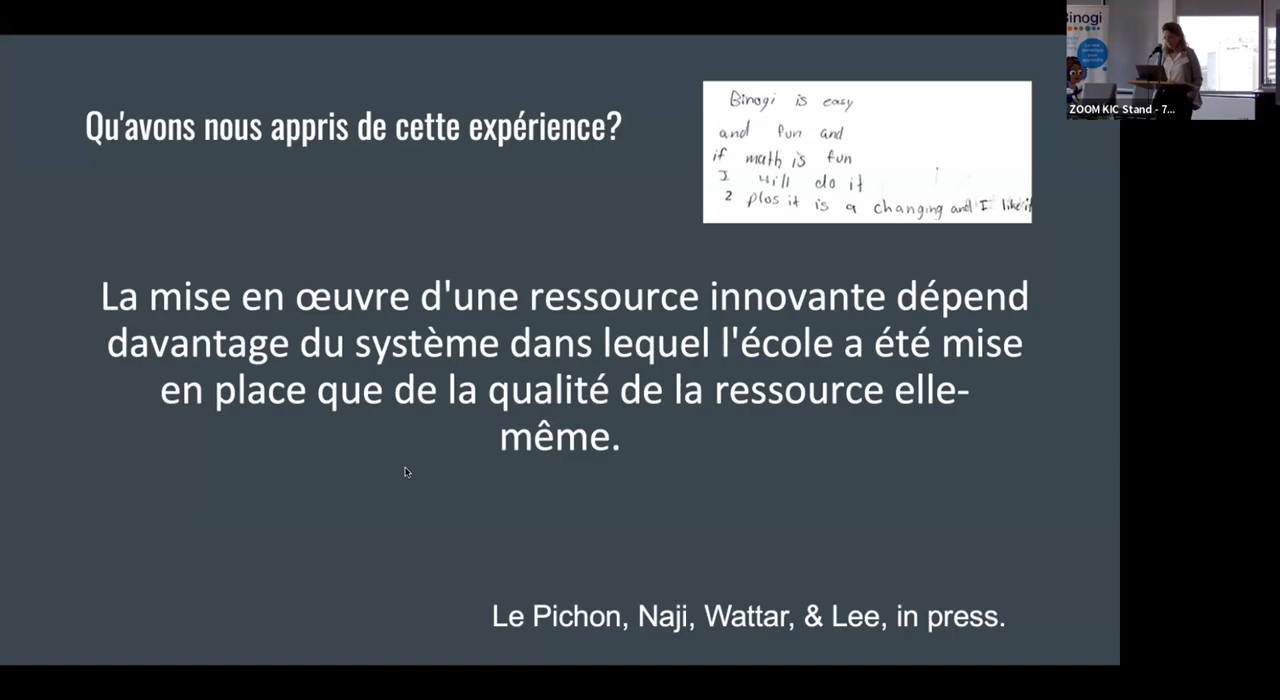 Qu'avons nous appris de cette expérience?
Binogi is easy
and fun and
if math is fun
I will do it
2 plos it is a changing and I like it
La mise en œuvre d'une ressource innovante dépend
davantage du système dans lequel l'école a été mise
en place que de la qualité de la ressource elle-
même.
Le Pichon, Naji, Wattar, & Lee, in press.
Binogi
ZOOM KIC Stand - 7...